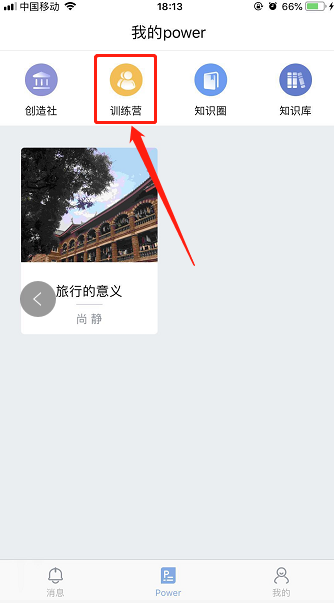 中国移动 18:13 66%
我的power
创造社 训练营 知识圈 知识库
旅行的意义
尚 静
消息 Power 我的